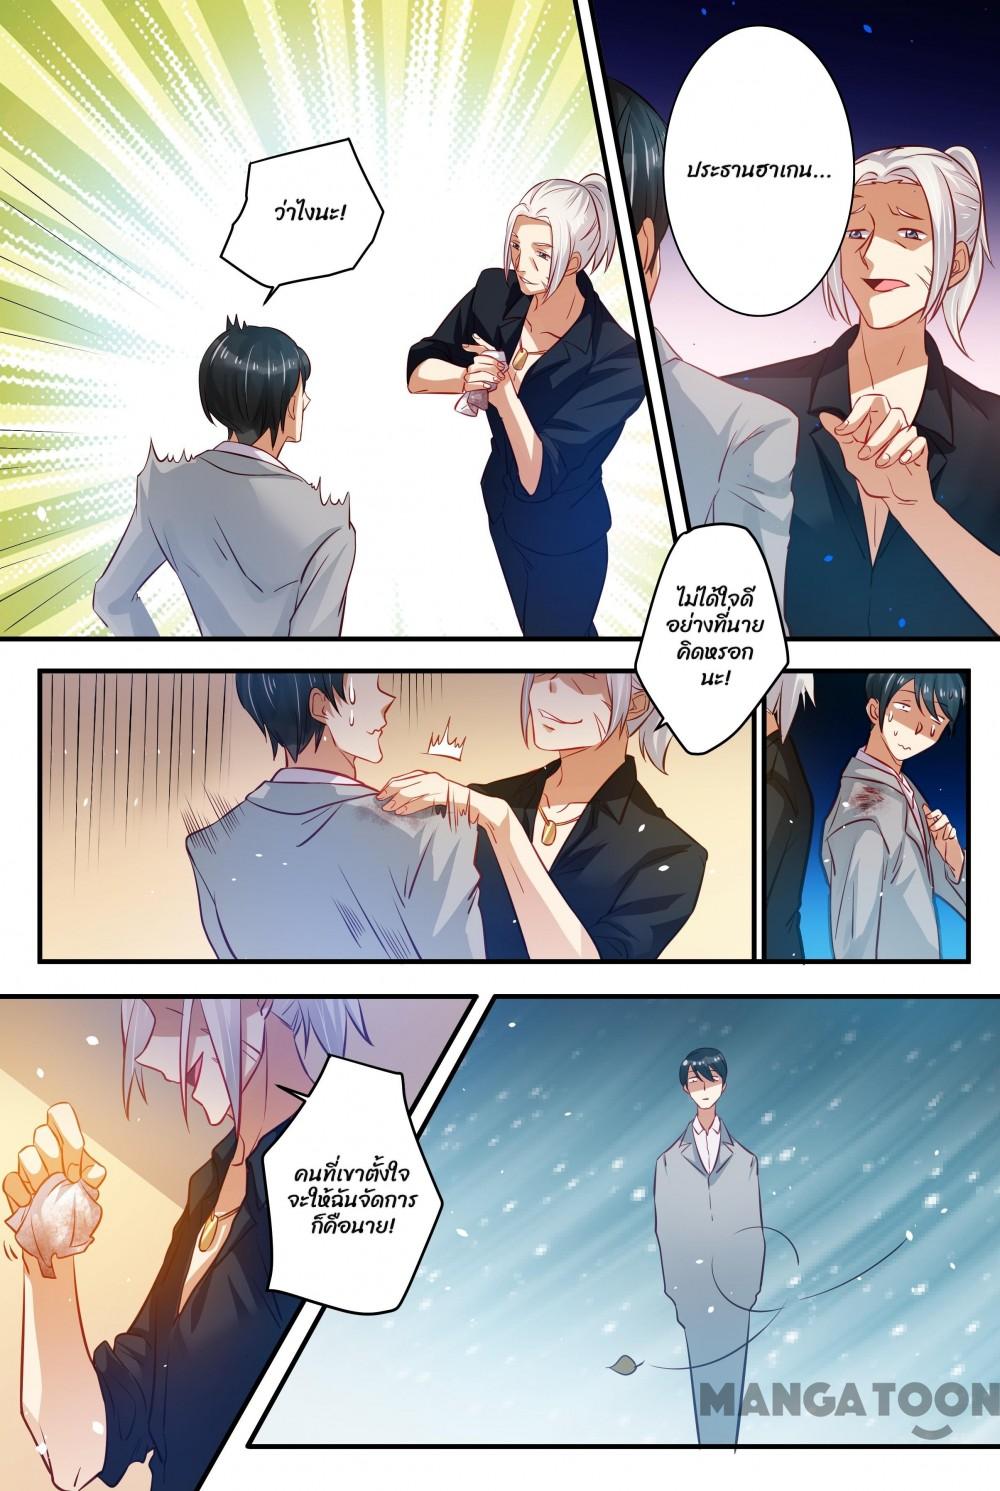 ประธานฮาเกน...
ว่าไงนะ!
ไม่ได้ใจดี
อย่างที่นาย
คิดหรอก
นะ!
คนที่เขาตั้งใจ
จะให้ฉันจัดการ
ก็คือนาย!
MANGATOON